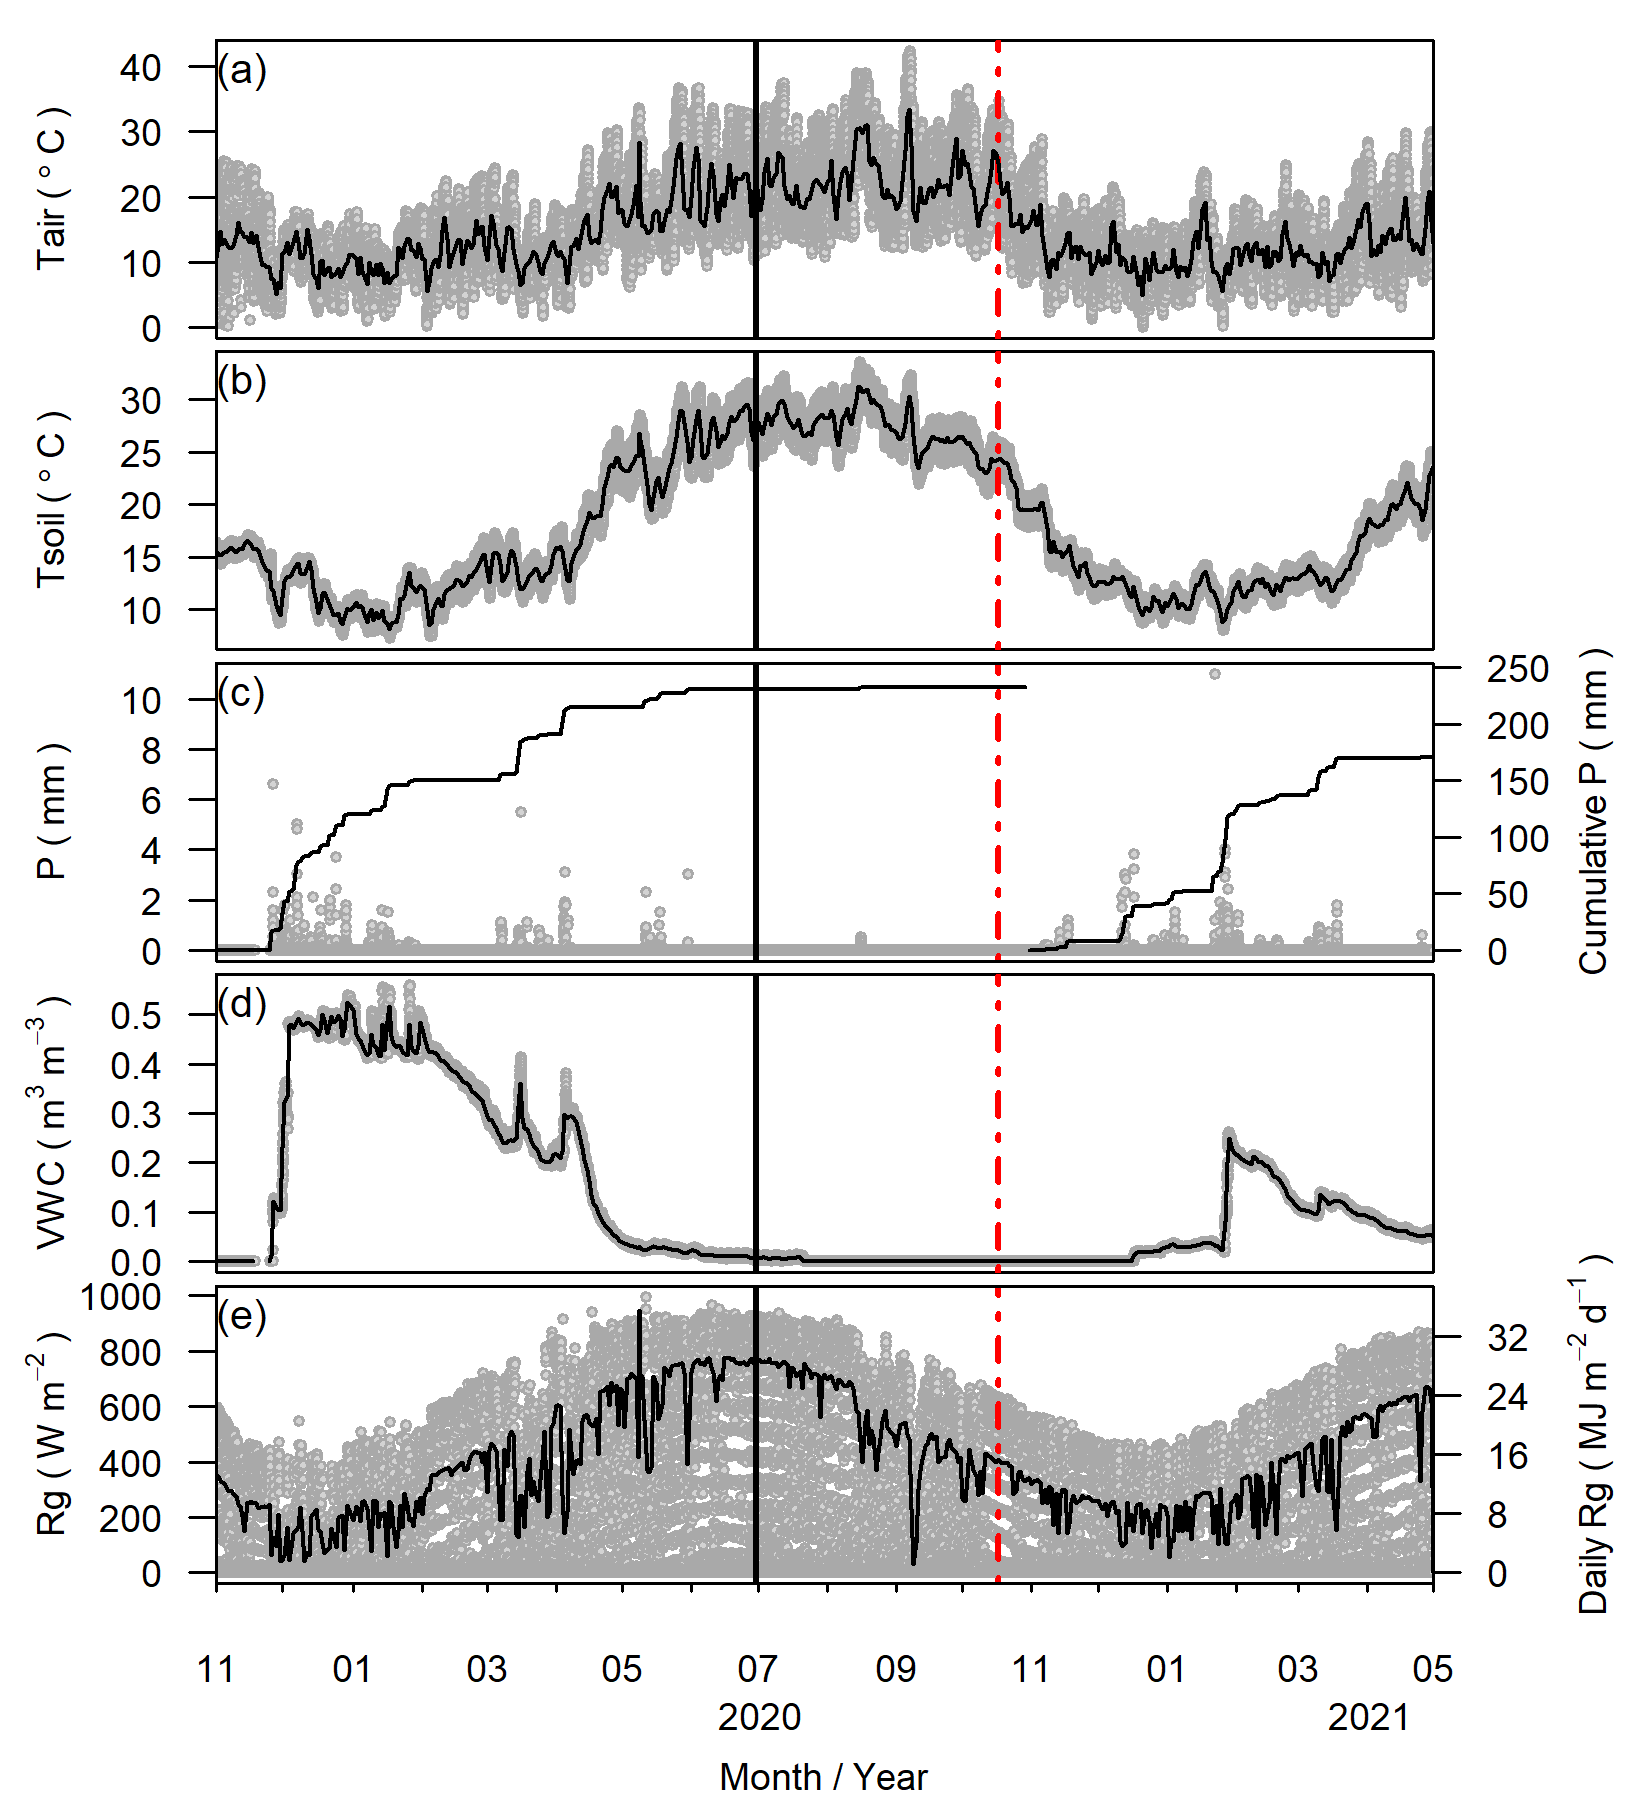 (a)
Tair ( ° C )
40
30
20
10
0
(b)
Tsoil ( ° C )
30
25
20
15
10
(c)
P ( mm )
10
8
6
4
2
0
250
200
150
100
50
0
Cumulative P ( mm )
(d)
VWC ( m³ m⁻³ )
0.5
0.4
0.3
0.2
0.1
0.0
(e)
Rg ( W m⁻² )
1000
800
600
400
200
0
32
24
16
8
0
Daily Rg ( MJ m⁻² d⁻¹ )
11 01 03 05 07 09 11 01 03 05
2020 2021
Month / Year